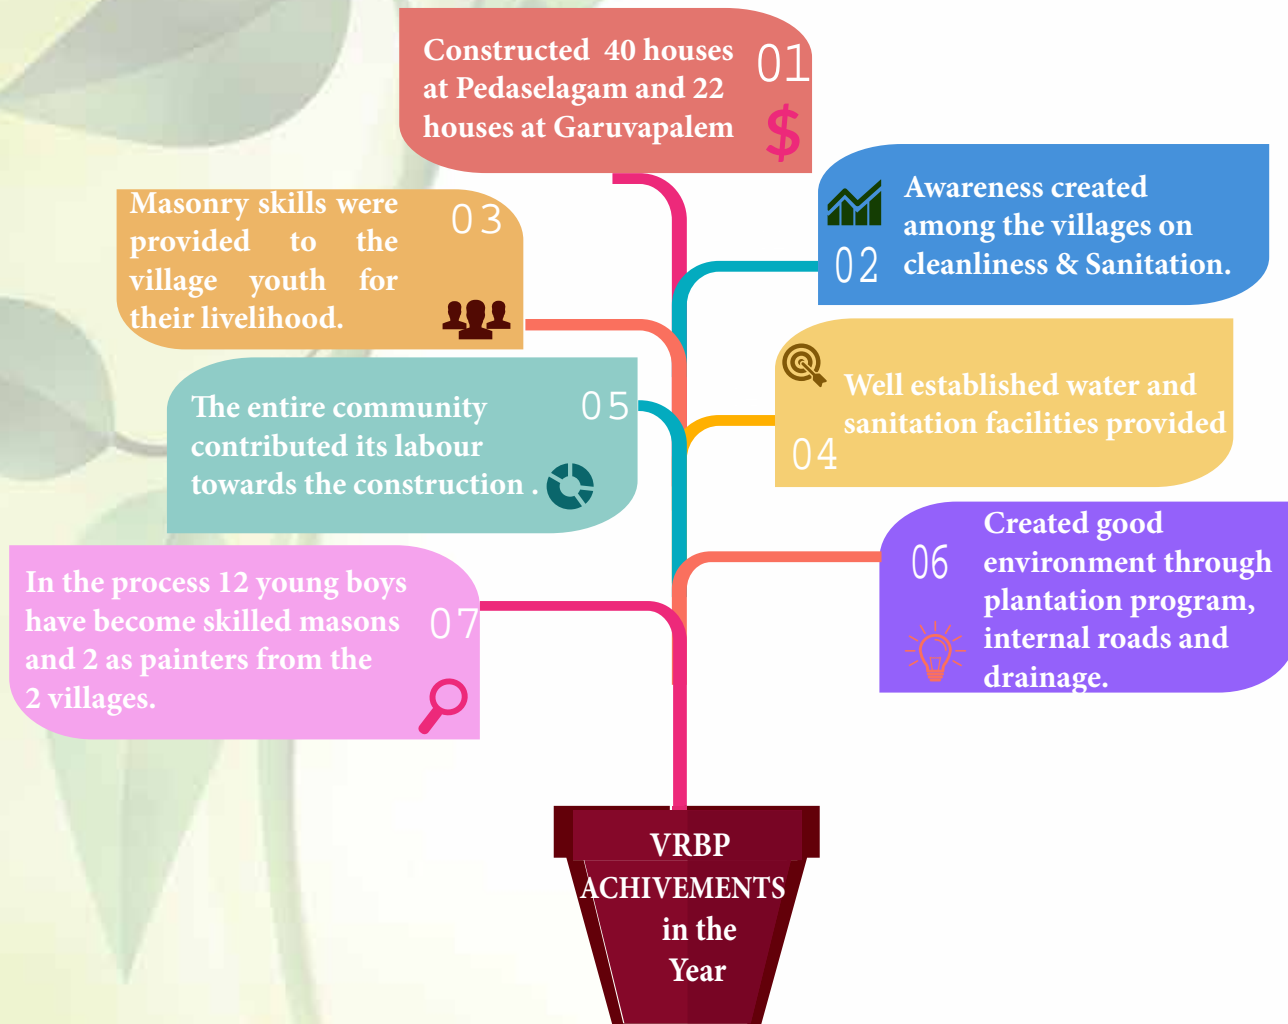 Constructed 40 houses
at Pedaselagam and 22
houses at Garuvapalem
01
$
Awareness created
among the villages on
cleanliness & Sanitation.
02
Masonry skills were
provided to the
village youth for
their livelihood.
03
Well established water and
sanitation facilities provided
04
The entire community
contributed its labour
towards the construction .
05
Created good
environment through
plantation program,
internal roads and
drainage.
06
In the process 12 young boys
have become skilled masons
and 2 as painters from the
2 villages.
07
VRBP
ACHIVEMENTS
in the
Year